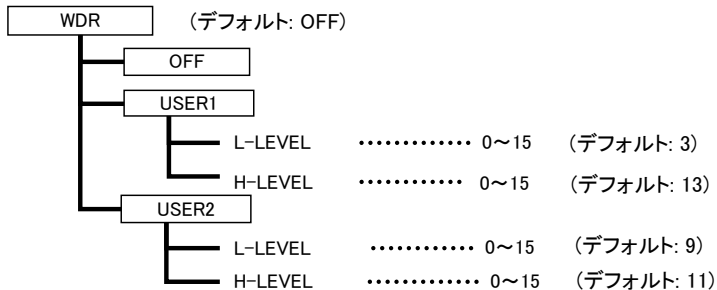 WDR (デフォルト: OFF)
OFF
USER1
L-LEVEL ・・・・・・・・・・・・・ 0～15 (デフォルト: 3)
H-LEVEL ・・・・・・・・・・・・ 0～15 (デフォルト: 13)
USER2
L-LEVEL ・・・・・・・・・・・・ 0～15 (デフォルト: 9)
H-LEVEL ・・・・・・・・・・・・・ 0～15 (デフォルト: 11)